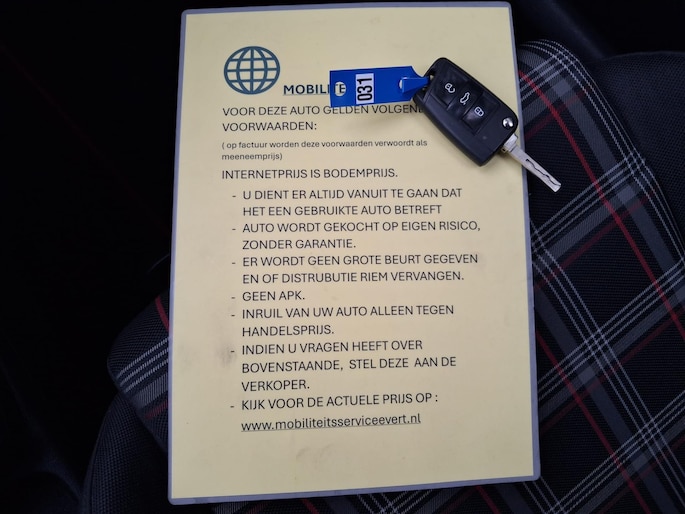 031
VOOR DEZE AUTO GELDEN
VOORWAARDEN:
( op factuur worden deze voorwaarden verwoordt als
meeneemprijs)
INTERNETPRIJS IS BODEMPRIJS.
- U DIENT ER ALTIJD VANUIT TE GAAN DAT
HET EEN GEBRUIKTE AUTO BETREFT
- AUTO WORDT GEKOCHT OP EIGEN RISICO,
ZONDER GARANTIE.
- ER WORDT GEEN GROTE BEURT GEGEVEN
EN OF DISTRUBUTIE RIEM VERVANGEN.
- GEEN APK.
- INRUIL VAN UW AUTO ALLEEN TEGEN
HANDELSPRIJS.
- INDIEN U VRAGEN HEEFT OVER
BOVENSTAANDE, STEL DEZE AAN DE
VERKOPER.
- KIJK VOOR DE ACTUELE PRIJS OP :
www.mobiliteitsserviceevert.nl